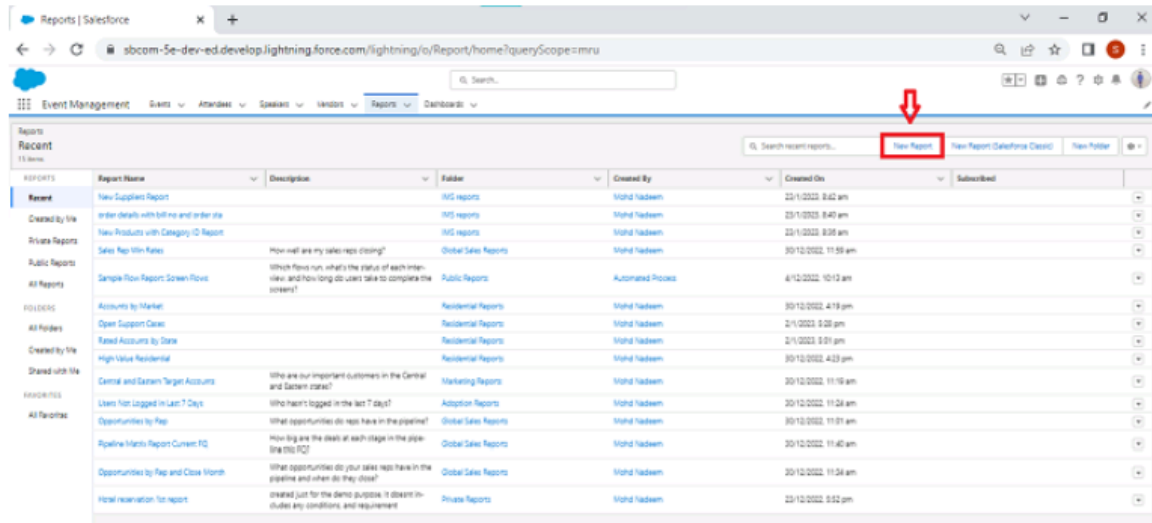 Reports | Salesforce
sbcom-5e-dev-ed.develop.lightning.force.com/lightning/o/Report/home?queryScope=mru
S
Search...
Event Management Events Attendees Speakers Vendors Reports Dashboards
Reports
Recent
15 items
Search recent reports...
New Report
New Report (Salesforce Classic)
New Folder
REPORTS
Recent
Created by Me
Private Reports
Public Reports
All Reports
FOLDERS
All Folders
Created by Me
Shared with Me
FAVORITES
All Favorites
Report Name Description Folder Created By Created On Subscribed
New Suppliers Report IMS reports Mohd Nadeem 23/1/2023, 8:42 am
order details with bill no and order sta IMS reports Mohd Nadeem 23/1/2023, 8:40 am
New Products with Category ID Report IMS reports Mohd Nadeem 23/1/2023, 8:36 am
Sales Rep Win Rates How well are my sales reps closing? Global Sales Reports Mohd Nadeem 30/12/2022, 11:59 am
Sample Flow Report: Screen Flows Which flows run, what's the status of each inter-
view, and how long do users take to complete the
screens? Public Reports Automated Process 4/12/2022, 10:13 am
Accounts by Market Residential Reports Mohd Nadeem 30/12/2022, 4:19 pm
Open Support Cases Residential Reports Mohd Nadeem 2/1/2023, 5:28 pm
Rated Accounts by State Residential Reports Mohd Nadeem 2/1/2023, 5:01 pm
High Value Residential Residential Reports Mohd Nadeem 30/12/2022, 4:23 pm
Central and Eastern Target Accounts Who are our important customers in the Central
and Eastern states? Marketing Reports Mohd Nadeem 30/12/2022, 11:19 am
Users Not Logged in Last 7 Days Who hasn't logged in the last 7 days? Adoption Reports Mohd Nadeem 30/12/2022, 11:24 am
Opportunities by Rep What opportunities do reps have in the pipeline? Global Sales Reports Mohd Nadeem 30/12/2022, 11:01 am
Pipeline Matrix Report Current FQ How big are the deals at each stage in the pipe-
line this FQ? Global Sales Reports Mohd Nadeem 30/12/2022, 11:40 am
Opportunities by Rep and Close Month What opportunities do your sales reps have in the
pipeline and when do they close? Global Sales Reports Mohd Nadeem 30/12/2022, 11:34 am
Hotel reservation 1st report created just for the demo purpose, it doesnt in-
cludes any conditions, and requirement Private Reports Mohd Nadeem 23/12/2022, 5:52 pm